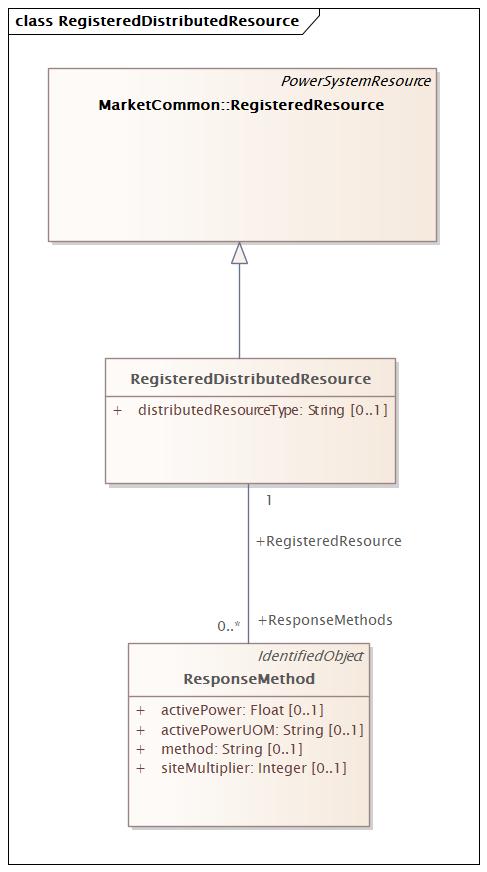 class RegisteredDistributedResource
PowerSystemResource
MarketCommon::RegisteredResource
RegisteredDistributedResource
+ distributedResourceType: String [0..1]
1
+RegisteredResource
+ResponseMethods
0..*
IdentifiedObject
ResponseMethod
+ activePower: Float [0..1]
+ activePowerUOM: String [0..1]
+ method: String [0..1]
+ siteMultiplier: Integer [0..1]